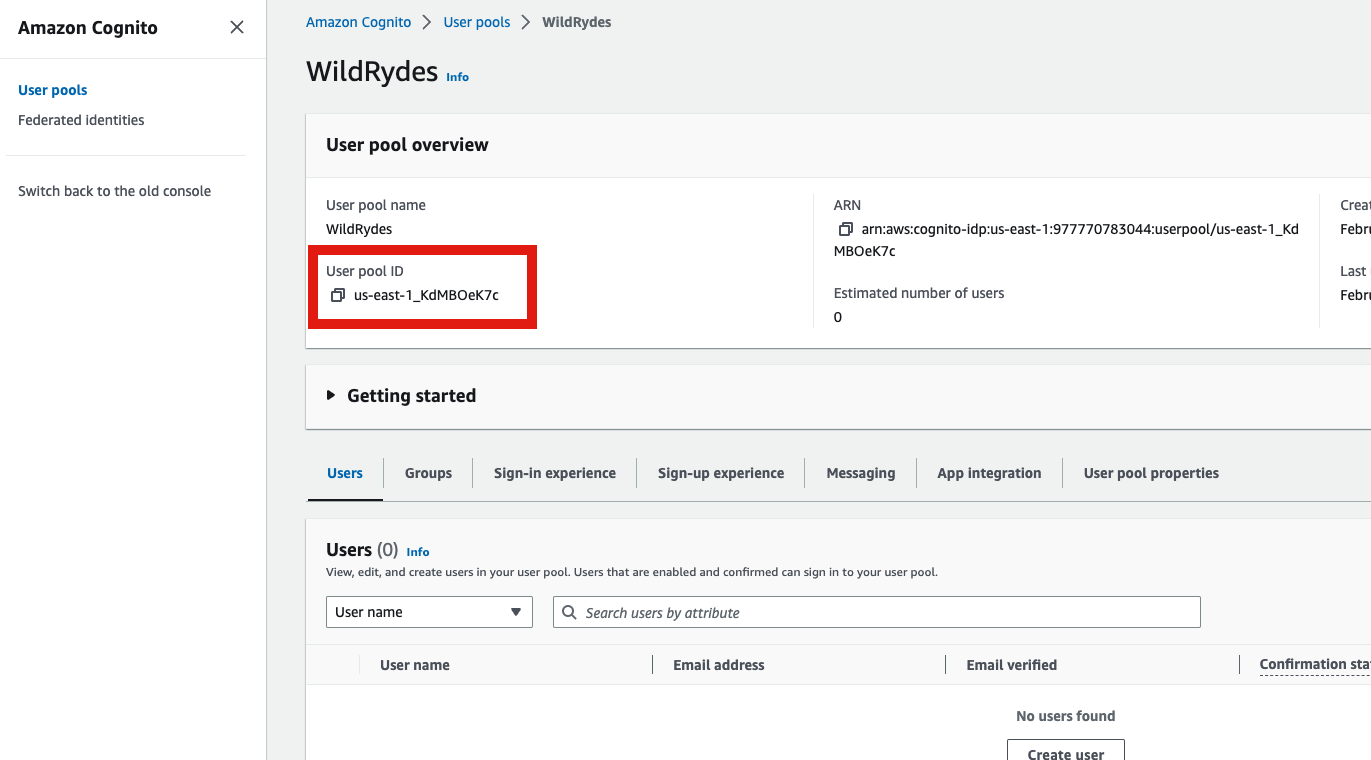 Amazon Cognito
User pools
Federated identities
Switch back to the old console
Amazon Cognito User pools WildRydes
WildRydes Info
User pool overview
User pool name
WildRydes
User pool ID
us-east-1_KdMBOeK7c
ARN
arn:aws:cognito-idp:us-east-1:977770783044:userpool/us-east-1_Kd
MBOeK7c
Estimated number of users
0
Creat
Febru
Last
Febru
Getting started
Users Groups Sign-in experience Sign-up experience Messaging App integration User pool properties
Users (0) Info
View, edit, and create users in your user pool. Users that are enabled and confirmed can sign in to your user pool.
User name Search users by attribute
User name Email address Email verified Confirmation sta
No users found
Create user